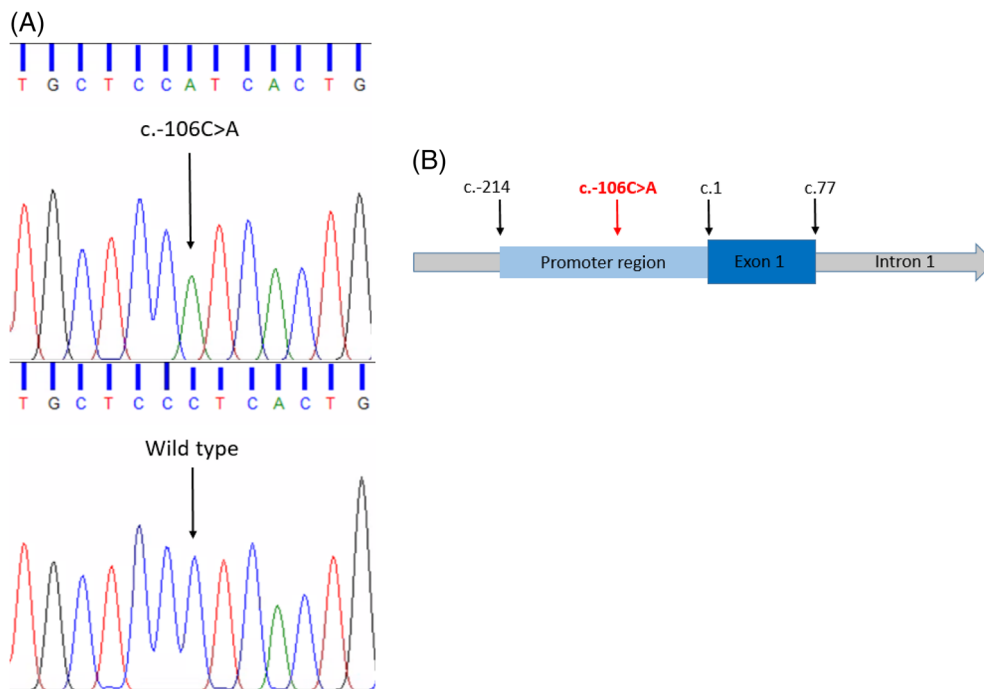 (A)
T G C T C C A T C A C T G
c.-106C>A
T G C T C C C T C A C T G
Wild type
(B)
c.-214 c.-106C>A c.1 c.77
Promoter region Exon 1 Intron 1